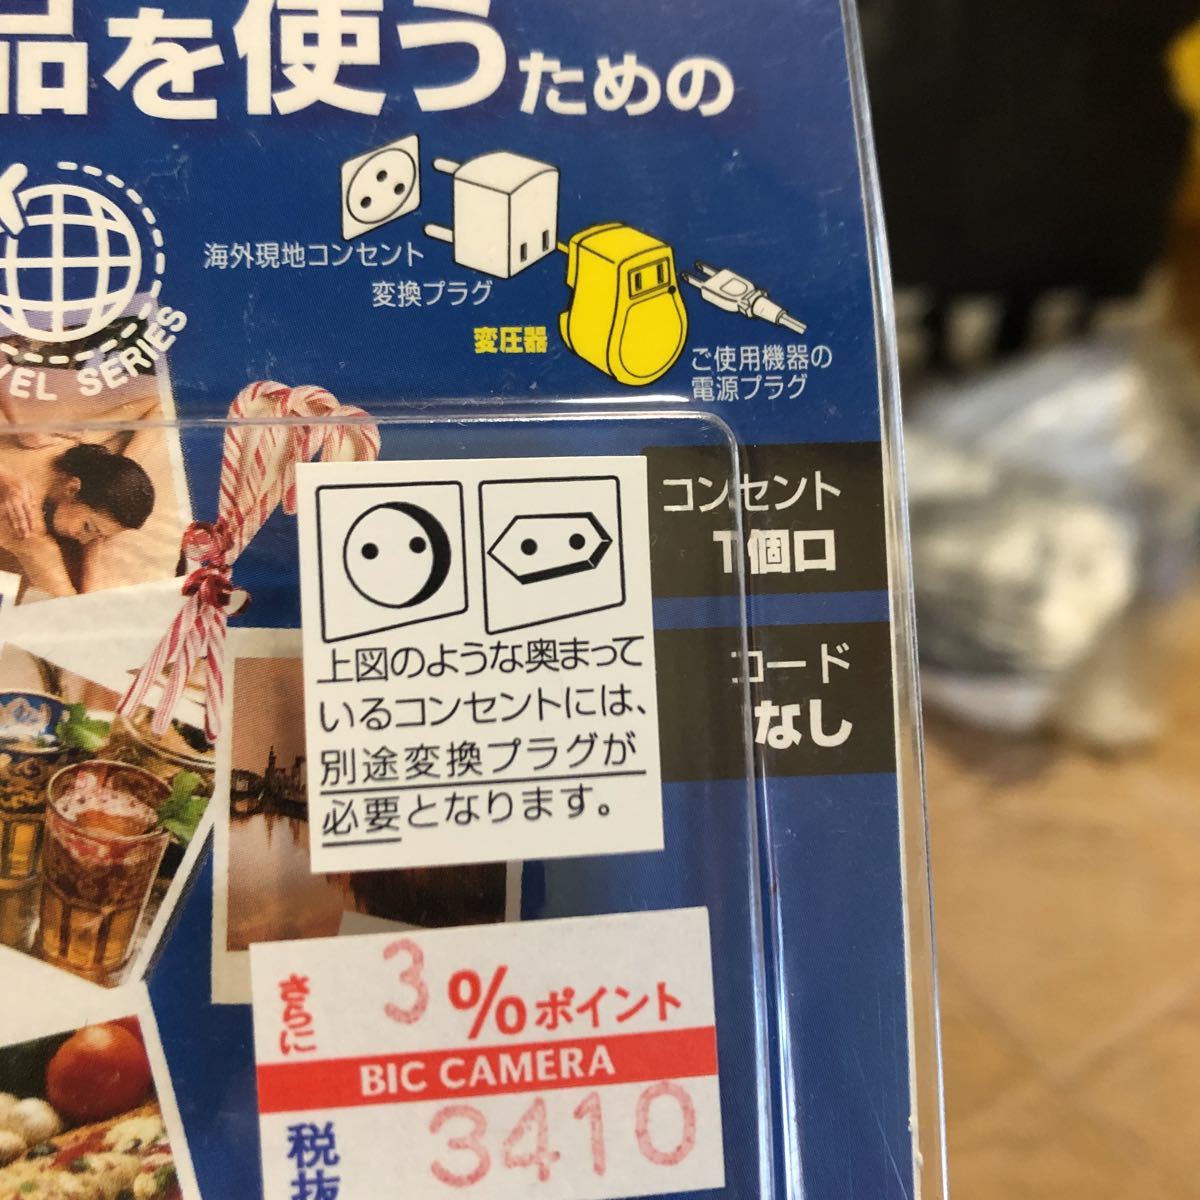 品を使うための
海外現地コンセント
変換プラグ
変圧器
ご使用機器の
電源プラグ
VEL SERIES
コンセント
1個口
コード
なし
上図のような奥まって
いるコンセントには、
別途変換プラグが
必要となります。
さらに 3 %ポイント
BIC CAMERA
税抜 3410